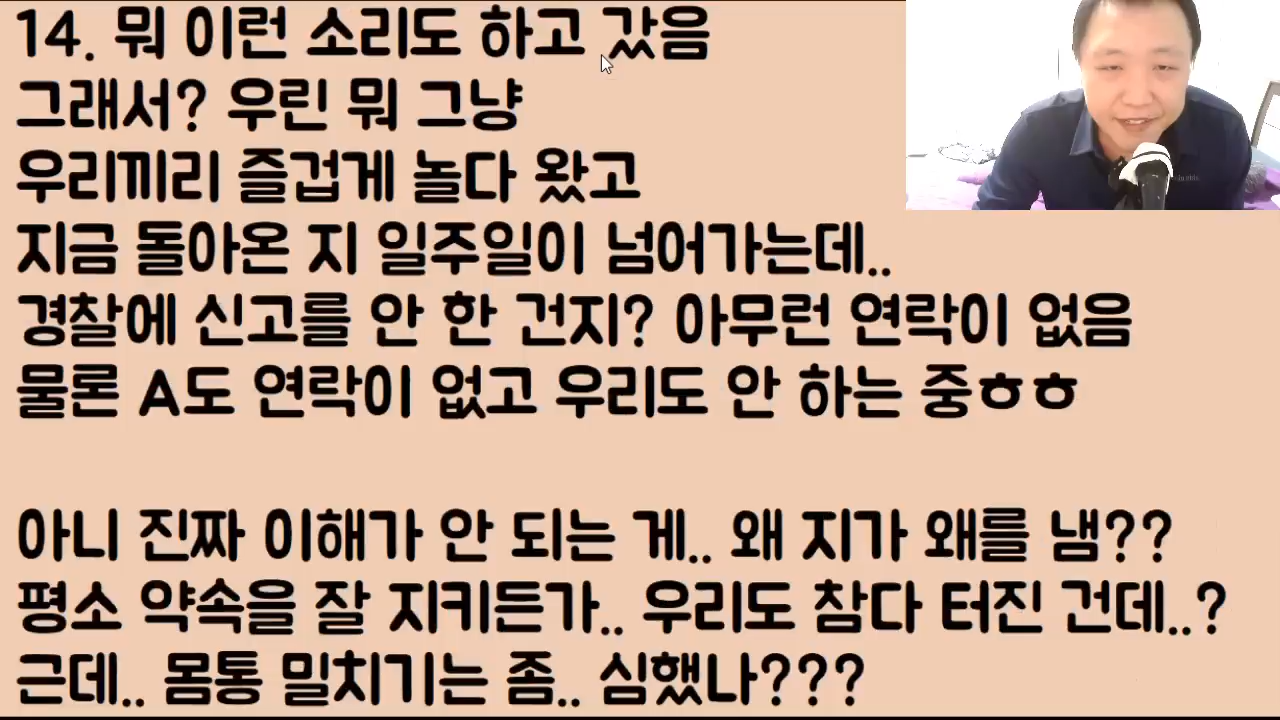 14. 뭐 이런 소리도 하고 갔음
그래서? 우린 뭐 그냥
우리끼리 즐겁게 놀다 왔고
지금 돌아온 지 일주일이 넘어가는데..
경찰에 신고를 안 한 건지? 아무런 연락이 없음
물론 A도 연락이 없고 우리도 안 하는 중ㅎㅎ
아니 진짜 이해가 안 되는 게.. 왜 지가 왜를 냄??
평소 약속을 잘 지키든가.. 우리도 참다 터진 건데..?
근데.. 몸통 밀치기는 좀.. 심했나???